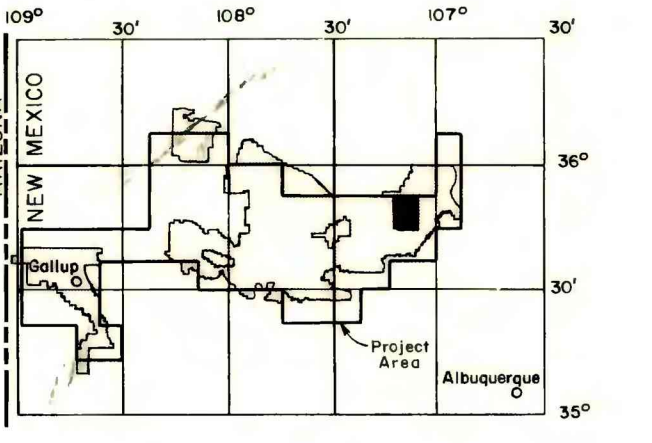 109° 108° 107°
30' 30' 30'
NEW MEXICO
36°
Gallup
30'
Project
Area
Albuquerque
35°